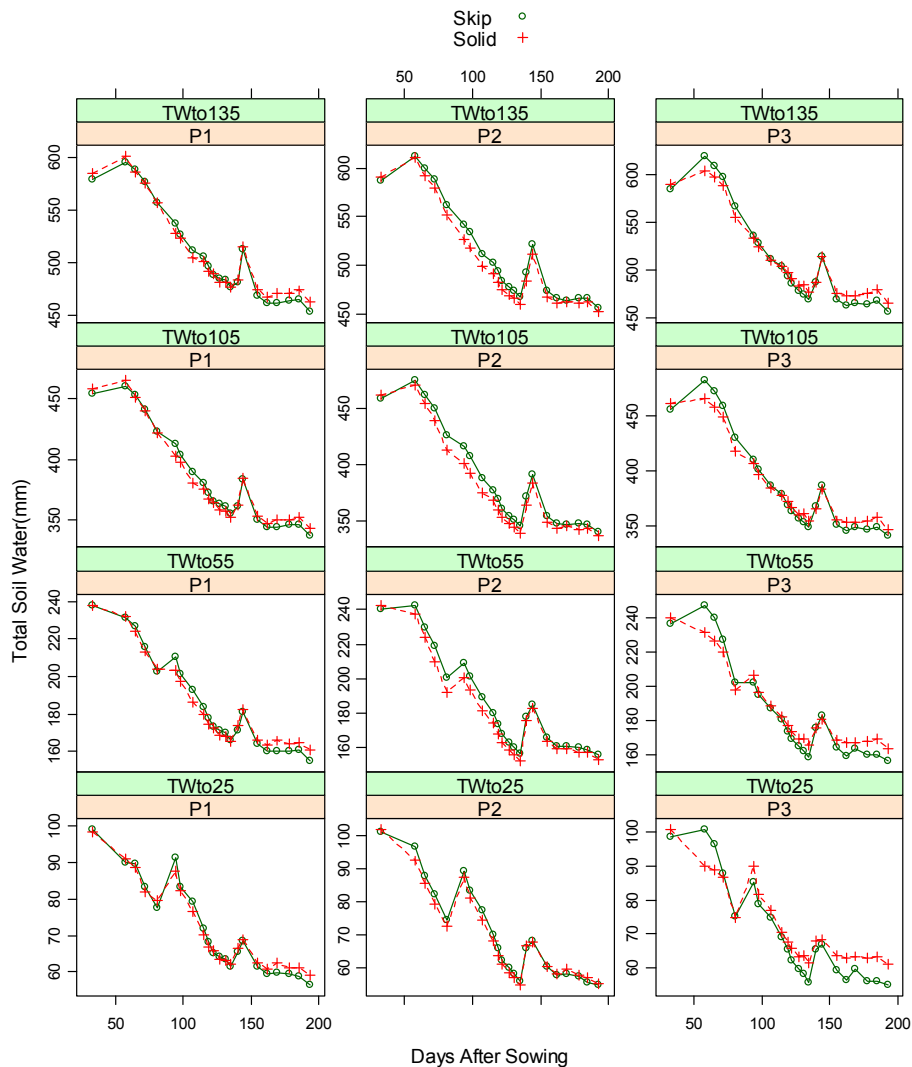 Skip
Solid
50 100 150 200
TWto135 TWto135 TWto135
P1 P2 P3
600 550 500 450
600 550 500 450
600 550 500 450
TWto105 TWto105 TWto105
P1 P2 P3
450 400 350
450 400 350
450 400 350
TWto55 TWto55 TWto55
P1 P2 P3
240 220 200 180 160
240 220 200 180 160
240 220 200 180 160
TWto25 TWto25 TWto25
P1 P2 P3
100 90 80 70 60
100 90 80 70 60
100 90 80 70 60
Total Soil Water(mm)
50 100 150 200
50 100 150 200
Days After Sowing